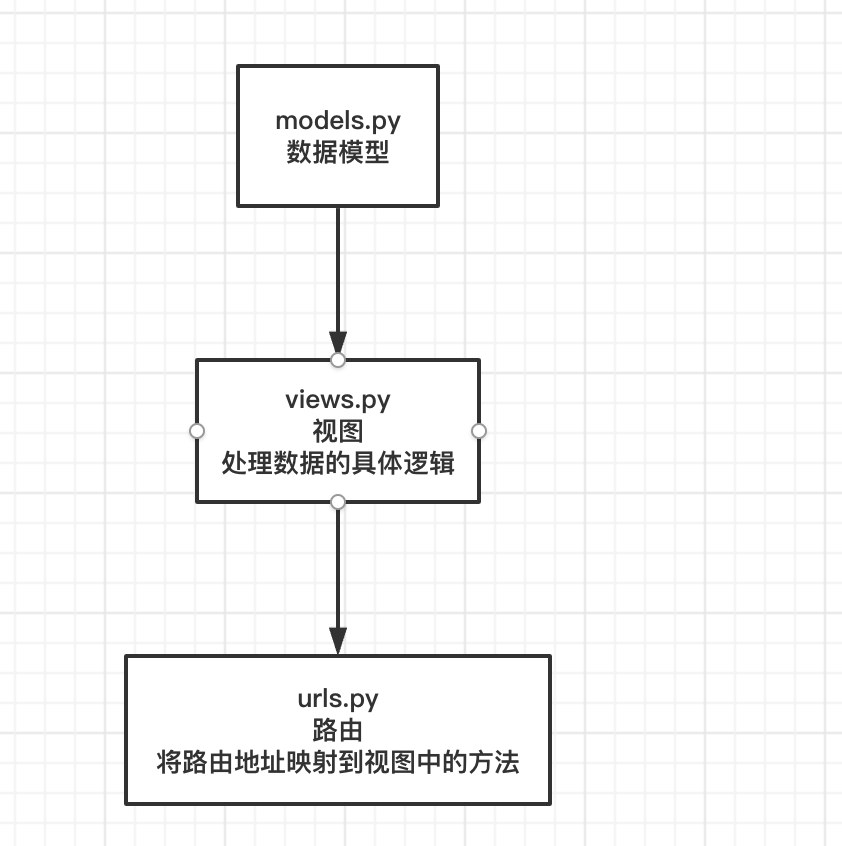 models.py
数据模型
views.py
视图
处理数据的具体逻辑
urls.py
路由
将路由地址映射到视图中的方法